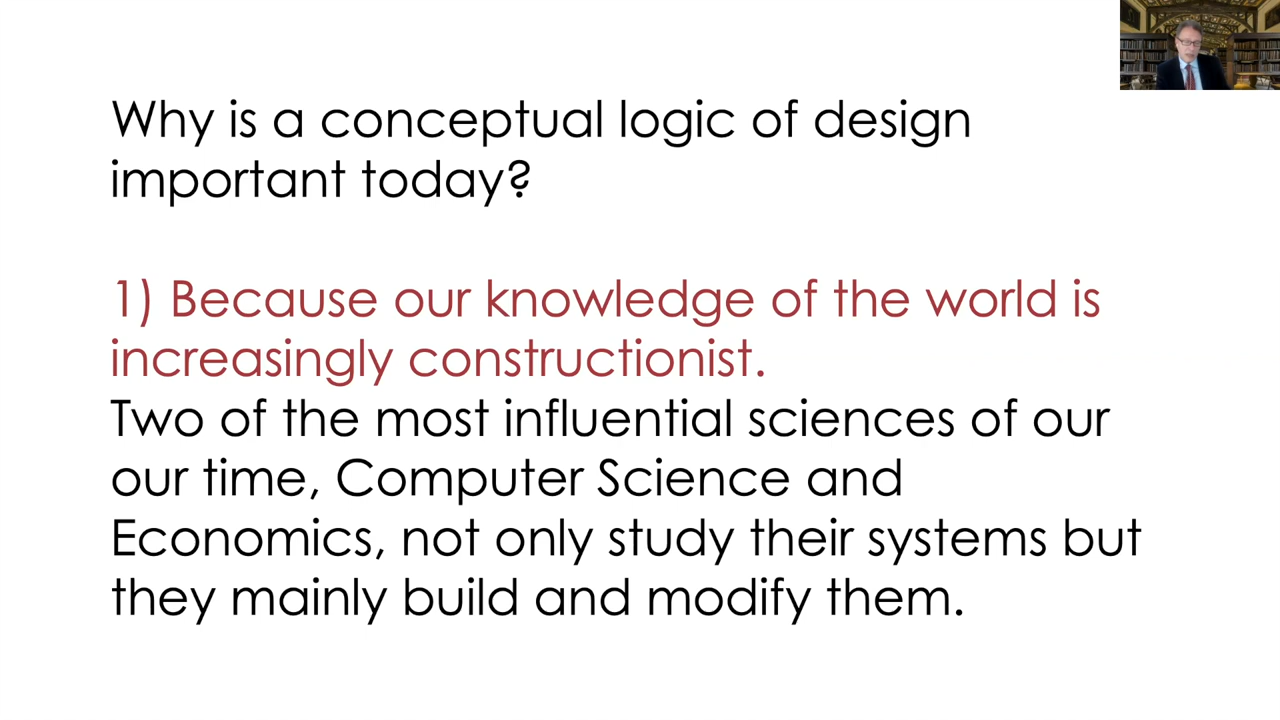 Why is a conceptual logic of design
important today?
1) Because our knowledge of the world is
increasingly constructionist.
Two of the most influential sciences of our
our time, Computer Science and
Economics, not only study their systems but
they mainly build and modify them.